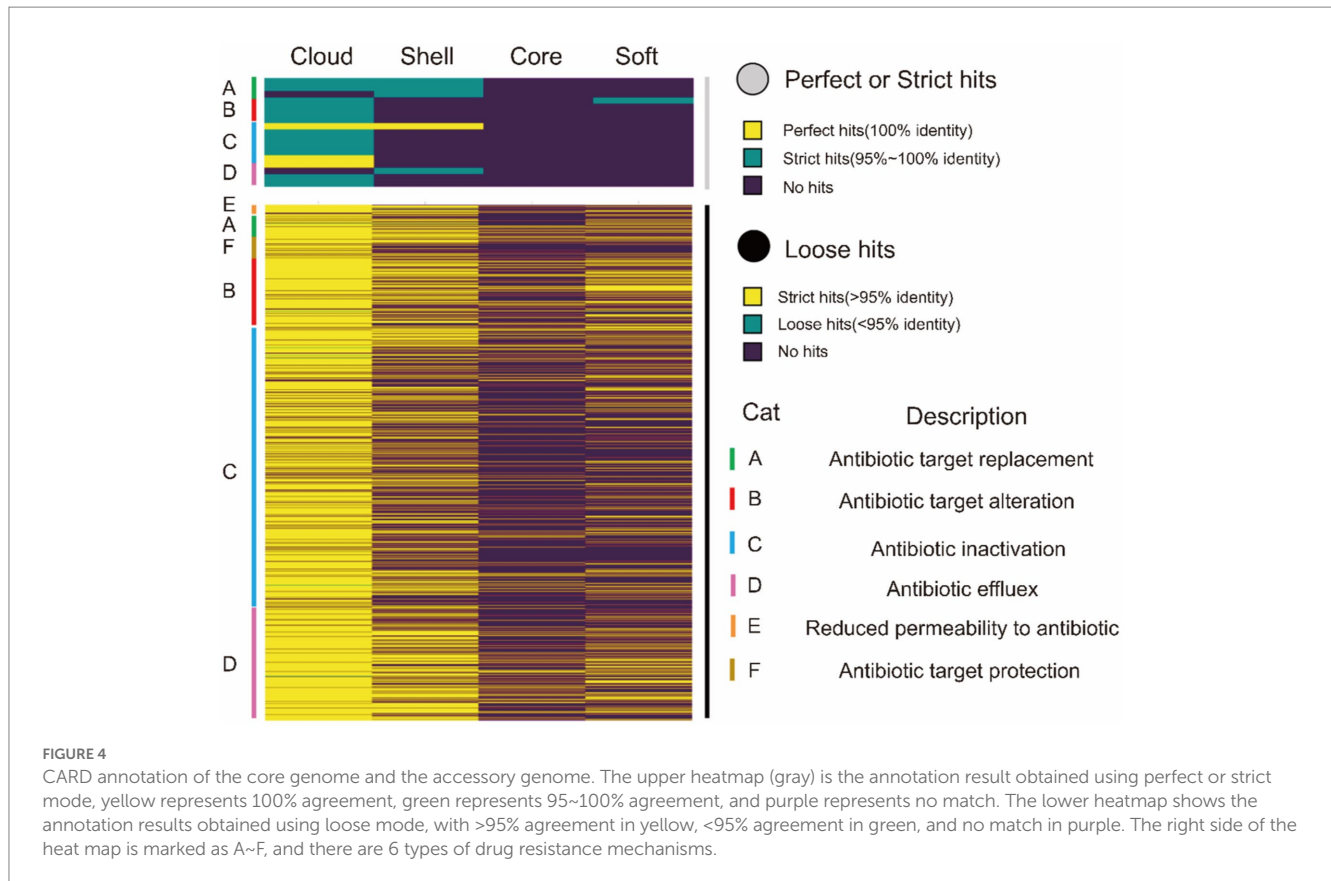 Cloud Shell Core Soft
A
B
C
D
E
A
F
B
C
D
Perfect or Strict hits
Perfect hits(100% identity)
Strict hits(95%~100% identity)
No hits
Loose hits
Strict hits(>95% identity)
Loose hits(<95% identity)
No hits
Cat Description
A Antibiotic target replacement
B Antibiotic target alteration
C Antibiotic inactivation
D Antibiotic effluex
E Reduced permeability to antibiotic
F Antibiotic target protection
FIGURE 4
CARD annotation of the core genome and the accessory genome. The upper heatmap (gray) is the annotation result obtained using perfect or strict
mode, yellow represents 100% agreement, green represents 95~100% agreement, and purple represents no match. The lower heatmap shows the
annotation results obtained using loose mode, with >95% agreement in yellow, <95% agreement in green, and no match in purple. The right side of the
heat map is marked as A~F, and there are 6 types of drug resistance mechanisms.